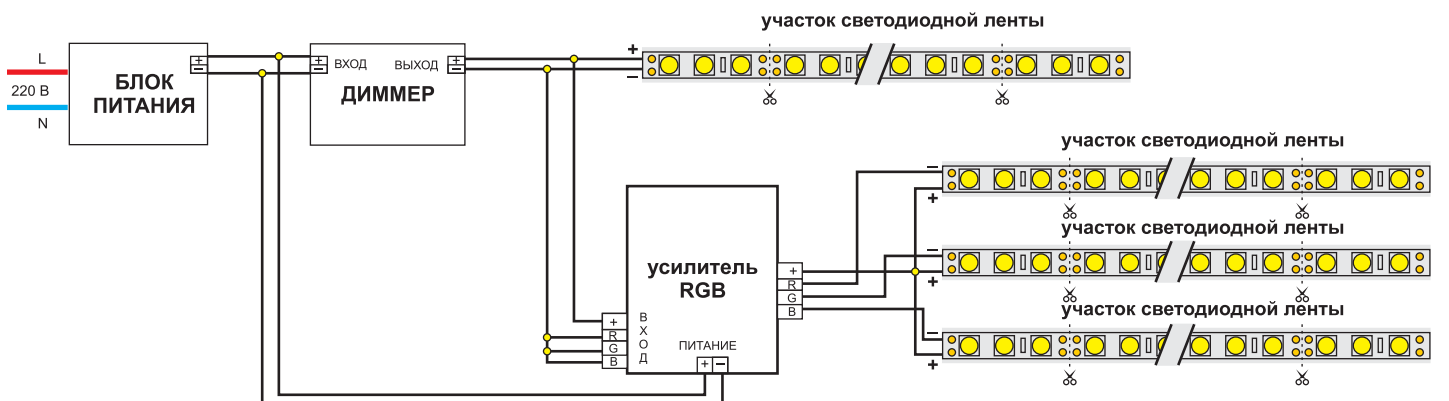 участок светодиодной ленты
L
220 В
N
БЛОК
ПИТАНИЯ
+
−
+
−
ВХОД
ВЫХОД
+
−
ДИММЕР
+
−
участок светодиодной ленты
−
+
участок светодиодной ленты
−
+
участок светодиодной ленты
−
+
усилитель
RGB
+
R
G
B
+
R
G
B
В
Х
О
Д
ПИТАНИЕ
+ −